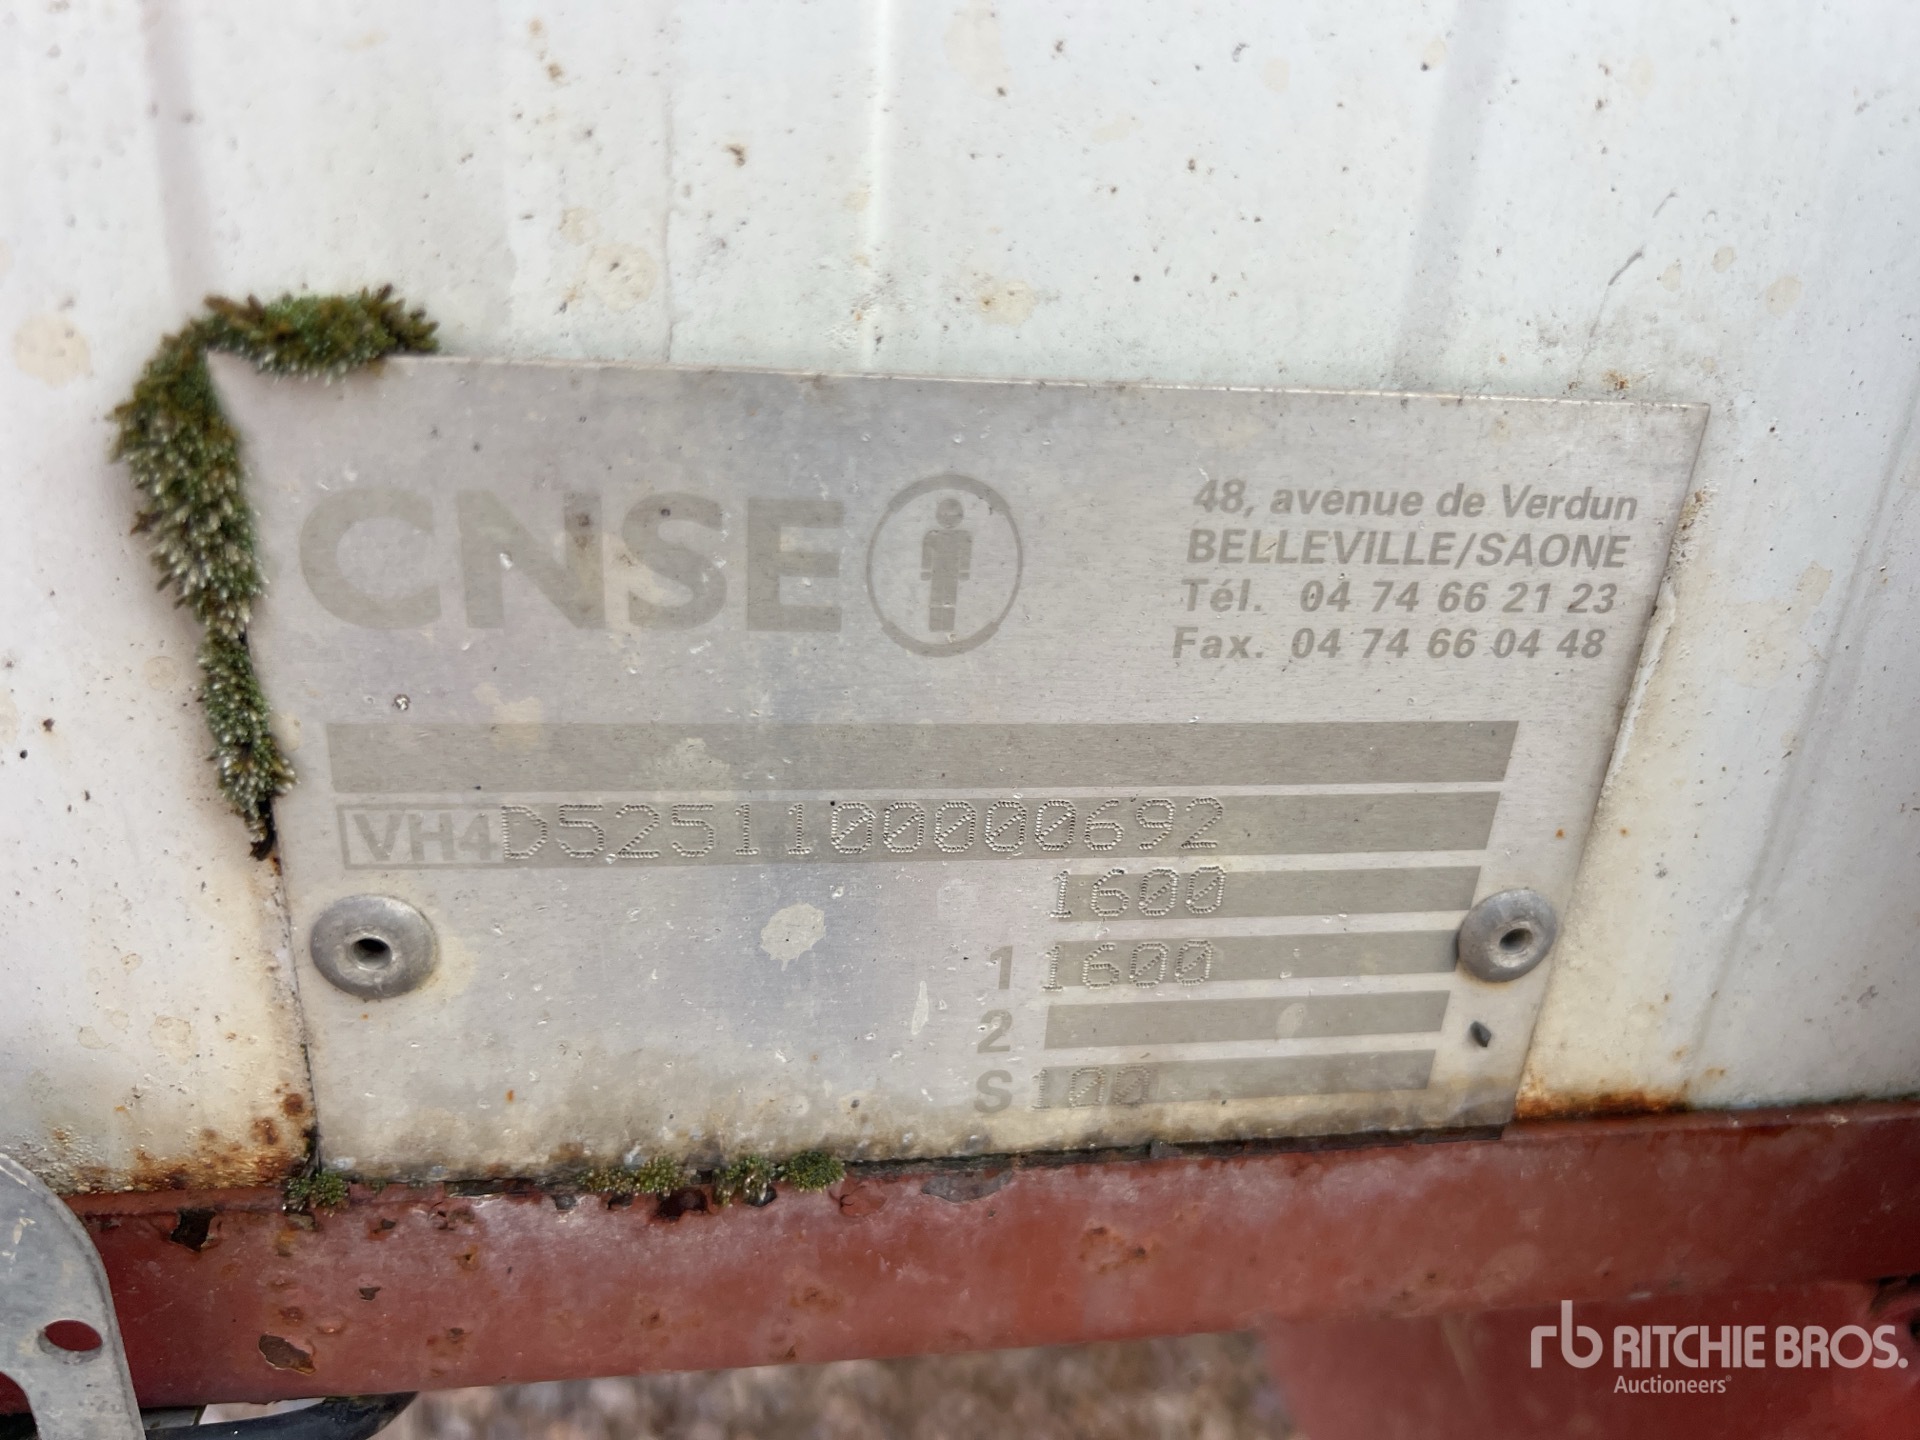 CNSE
48, avenue de Verdun
BELLEVILLE/SAONE
Tél. 04 74 66 21 23
Fax. 04 74 66 04 48
VH4D5251100000692
1600
1 1600
2
S 100
rb RITCHIE BROS.
Auctioneers